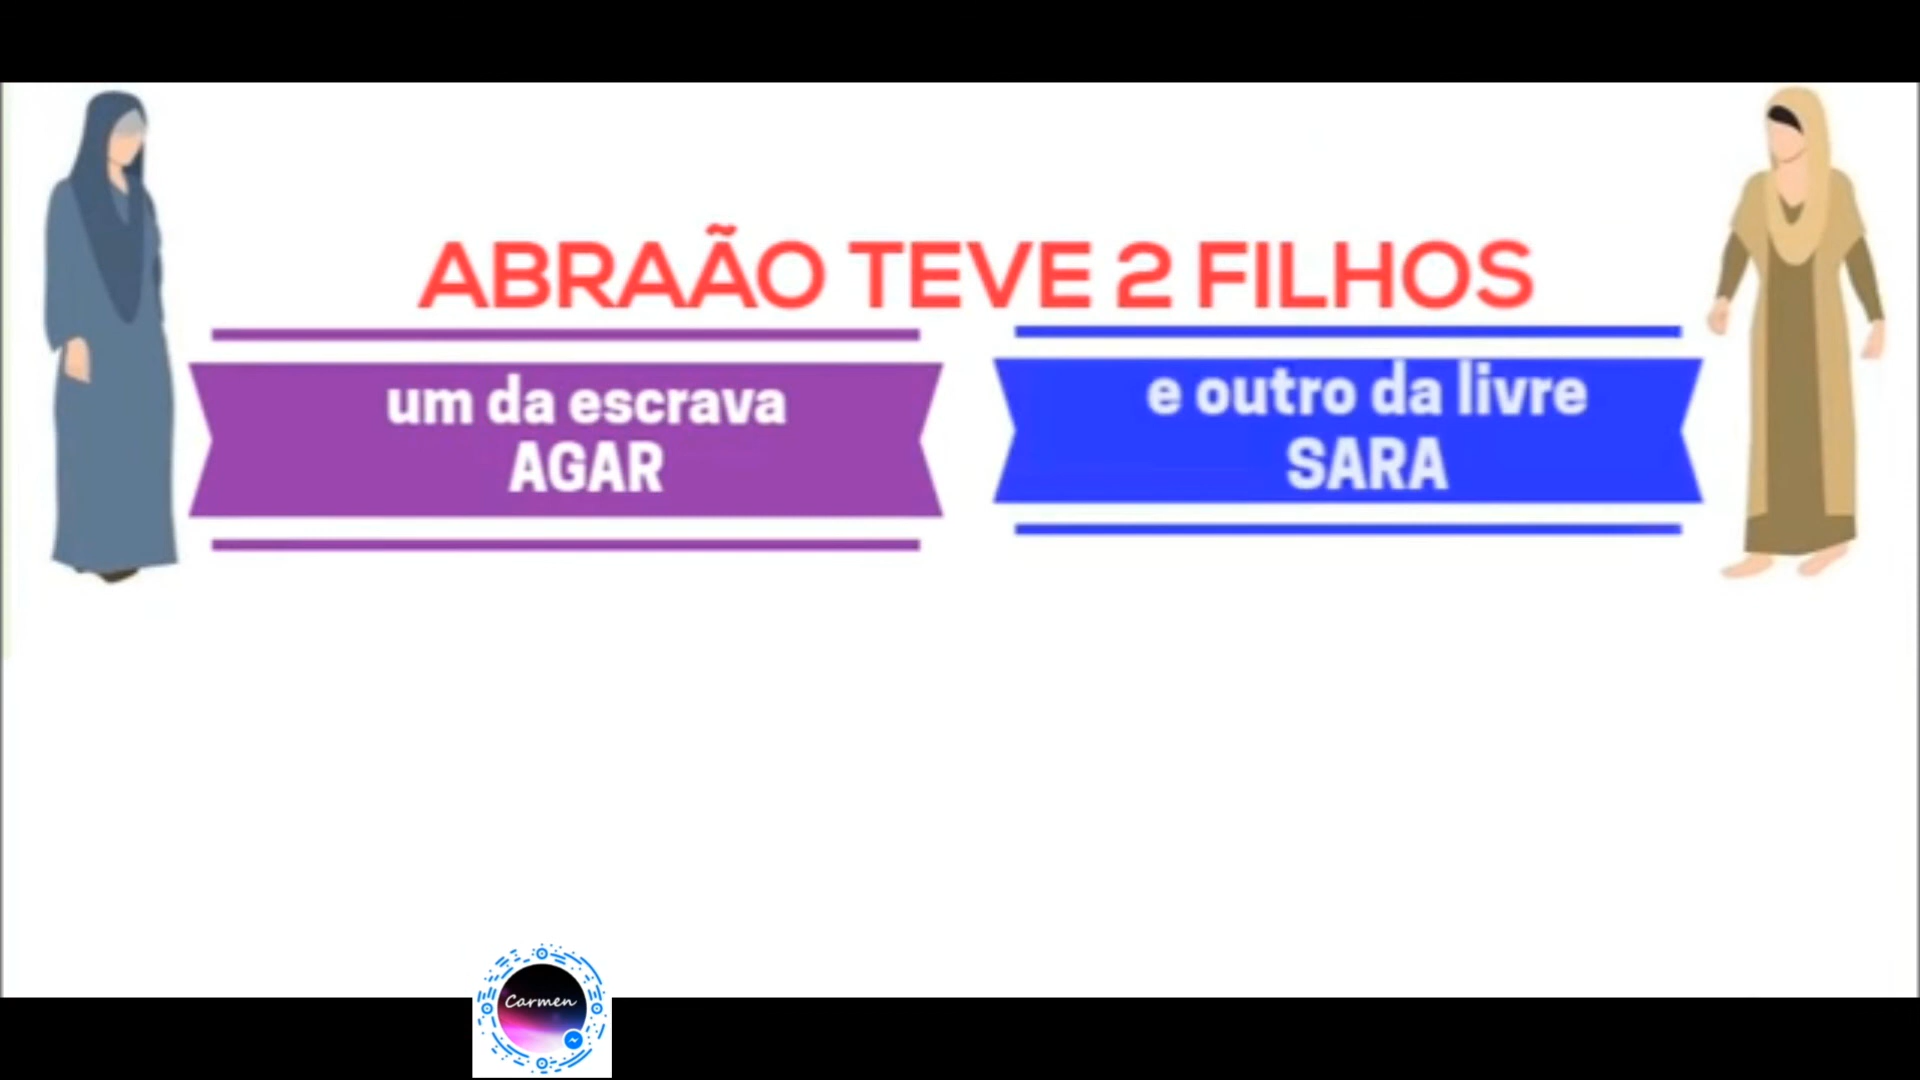 ABRAÃO TEVE 2 FILHOS
um da escrava
AGAR
e outro da livre
SARA
Carmen